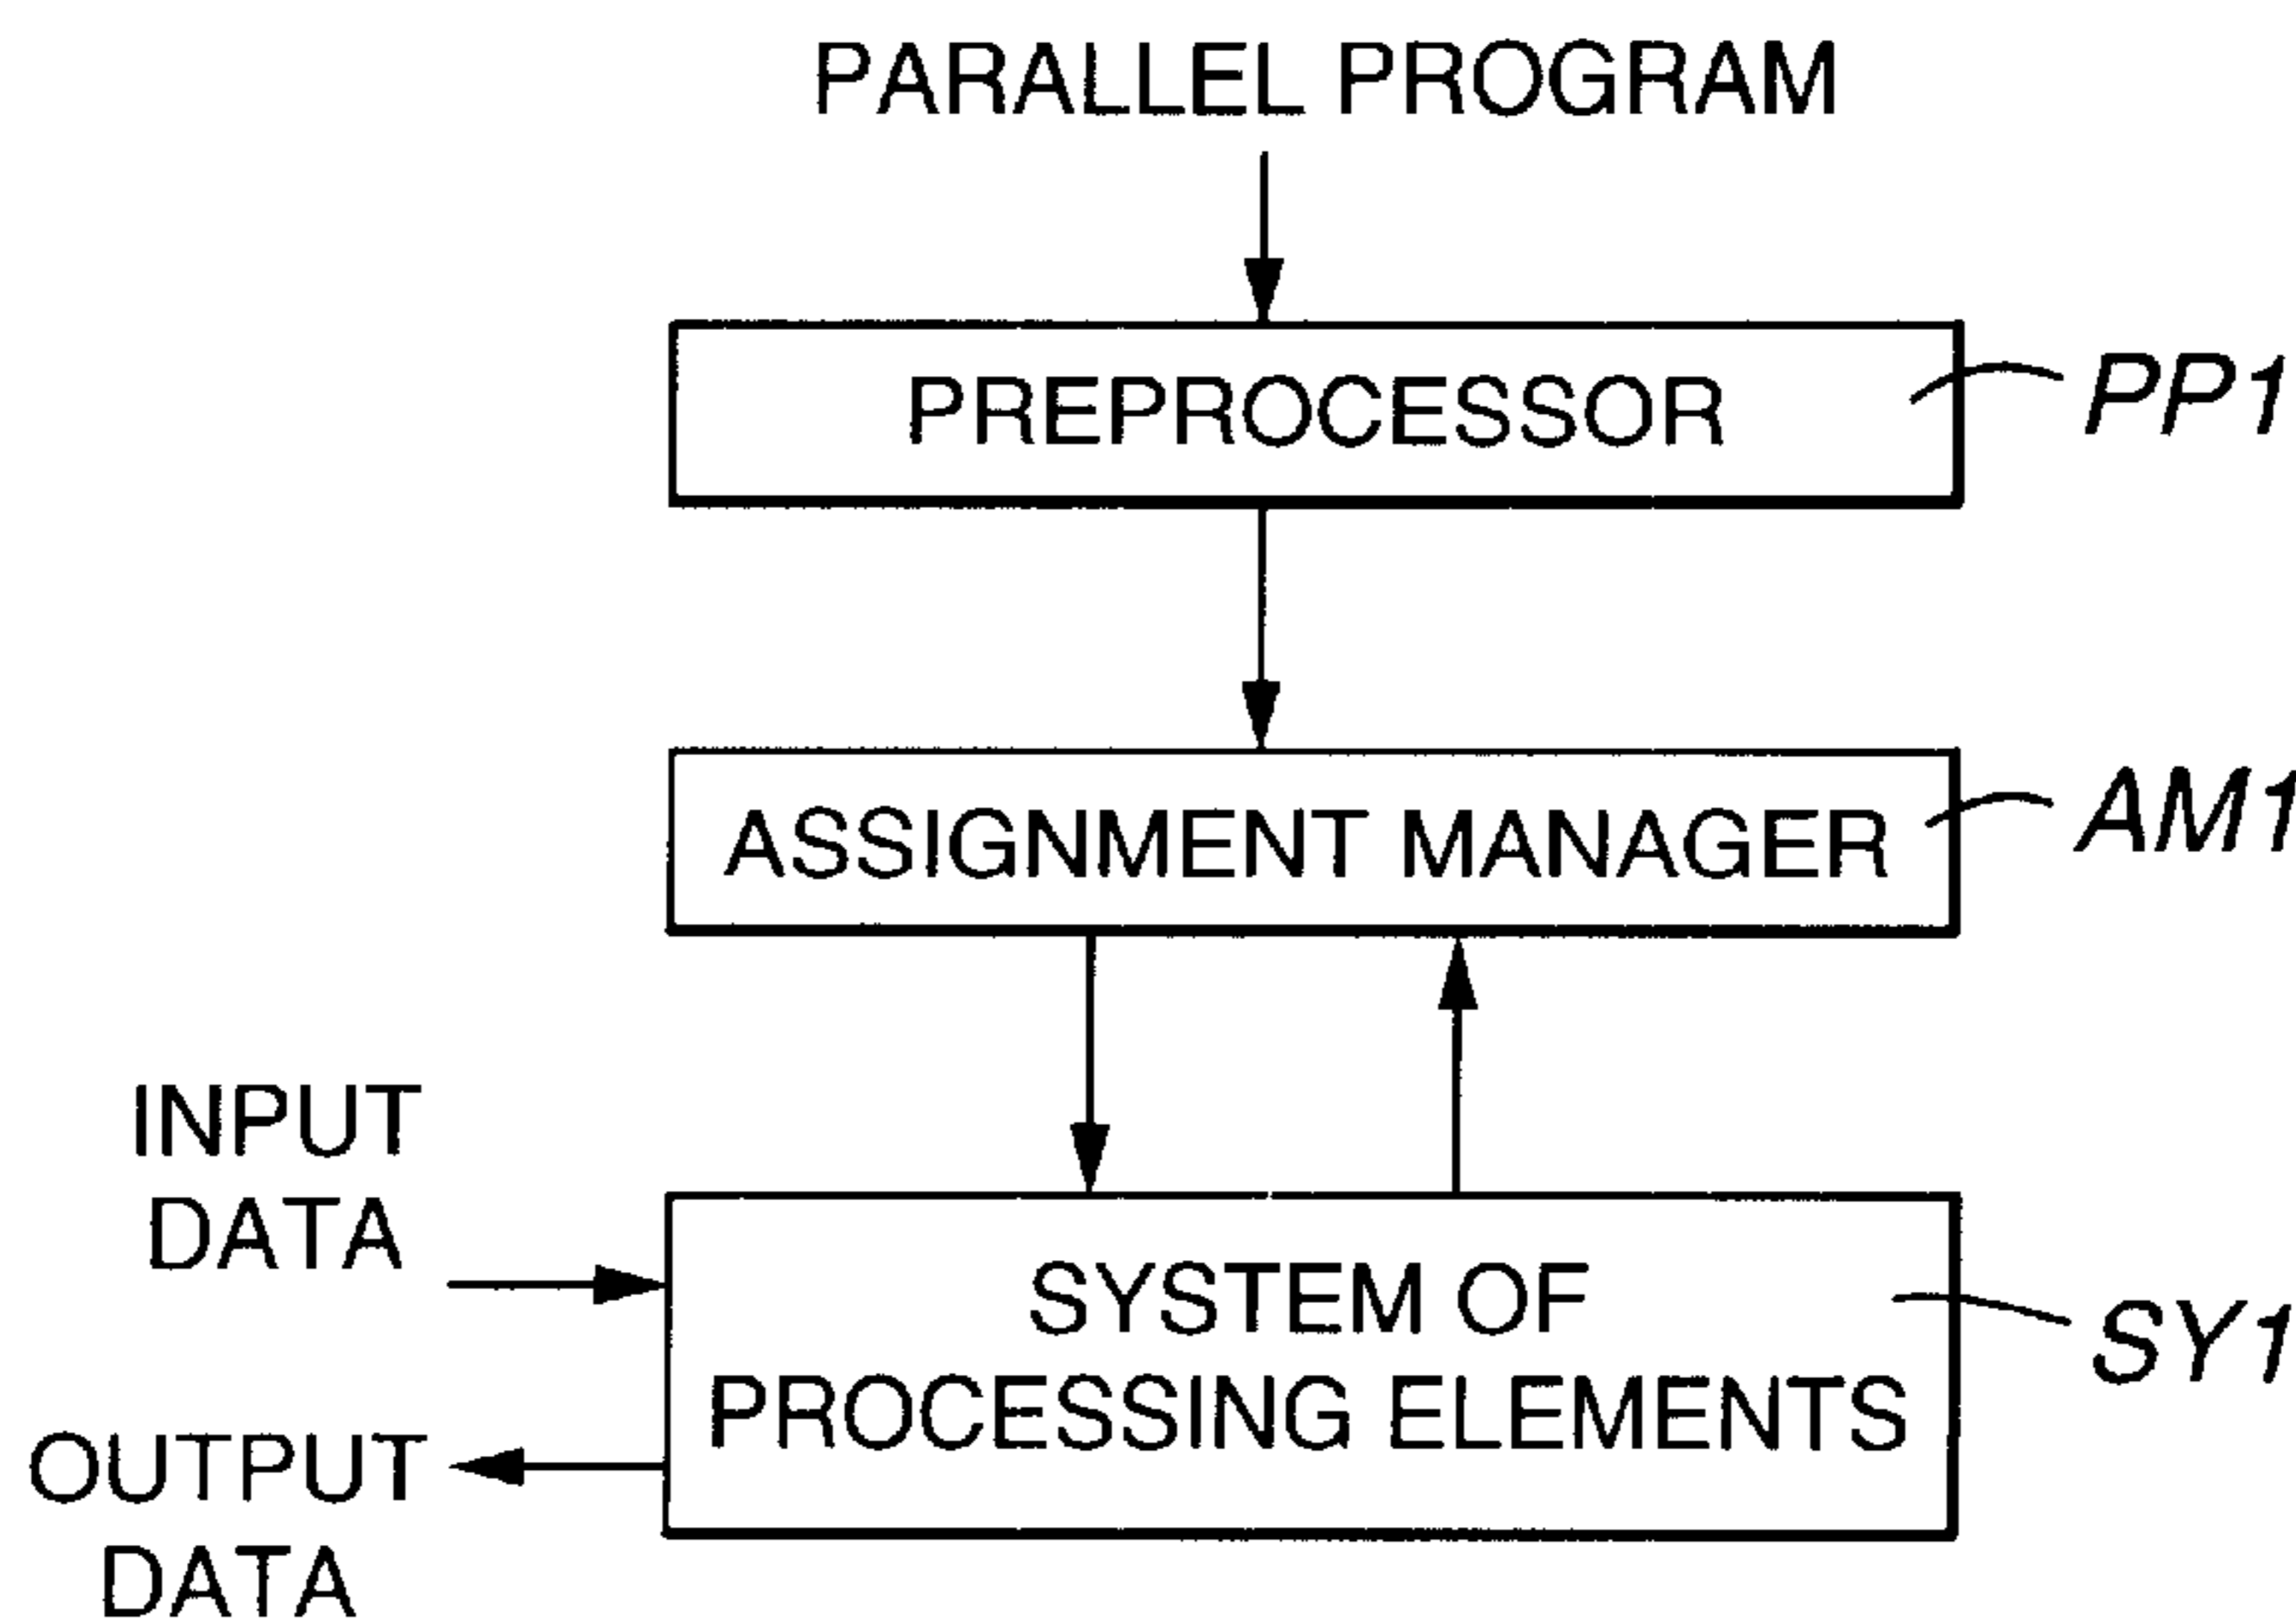 PARALLEL PROGRAM
PREPROCESSOR
PP1
ASSIGNMENT MANAGER
AM1
INPUT
DATA
SYSTEM OF
PROCESSING ELEMENTS
SY1
OUTPUT
DATA